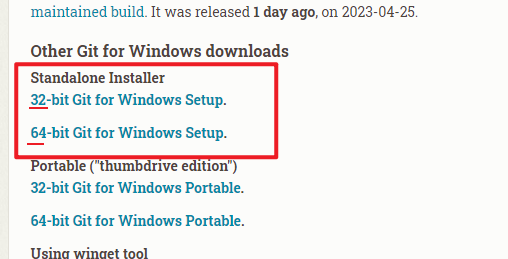 maintained build. It was released 1 day ago, on 2023-04-25.
Other Git for Windows downloads
Standalone Installer
32-bit Git for Windows Setup.
64-bit Git for Windows Setup.
Portable ("thumbdrive edition")
32-bit Git for Windows Portable.
64-bit Git for Windows Portable.
Using winget tool